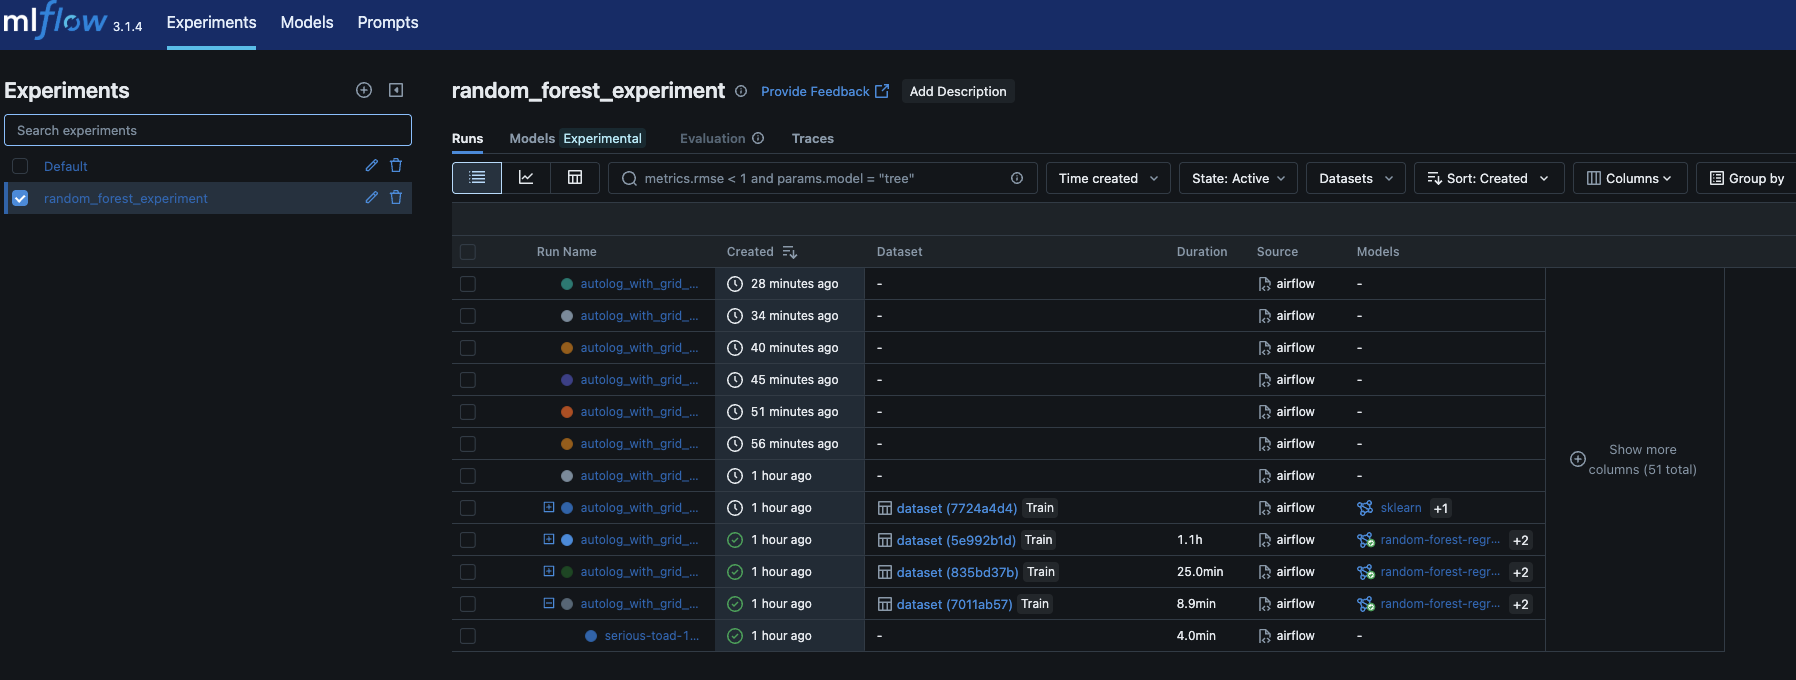 mlflow 3.1.4 Experiments Models Prompts
Experiments
Search experiments
Default
random_forest_experiment
random_forest_experiment Provide Feedback Add Description
Runs Models Experimental Evaluation Traces
metrics.rmse < 1 and params.model = "tree" Time created State: Active Datasets Sort: Created Columns Group by
Run Name Created Dataset Duration Source Models
autolog_with_grid_... 28 minutes ago - airflow -
autolog_with_grid_... 34 minutes ago - airflow -
autolog_with_grid_... 40 minutes ago - airflow -
autolog_with_grid_... 45 minutes ago - airflow -
autolog_with_grid_... 51 minutes ago - airflow -
autolog_with_grid_... 56 minutes ago - airflow -
autolog_with_grid_... 1 hour ago - airflow -
autolog_with_grid_... 1 hour ago dataset (7724a4d4) Train airflow sklearn +1
autolog_with_grid_... 1 hour ago dataset (5e992b1d) Train 1.1h airflow random-forest-regr... +2
autolog_with_grid_... 1 hour ago dataset (835bd37b) Train 25.0min airflow random-forest-regr... +2
autolog_with_grid_... 1 hour ago dataset (7011ab57) Train 8.9min airflow random-forest-regr... +2
serious-toad-1... 1 hour ago - 4.0min airflow -
Show more
columns (51 total)